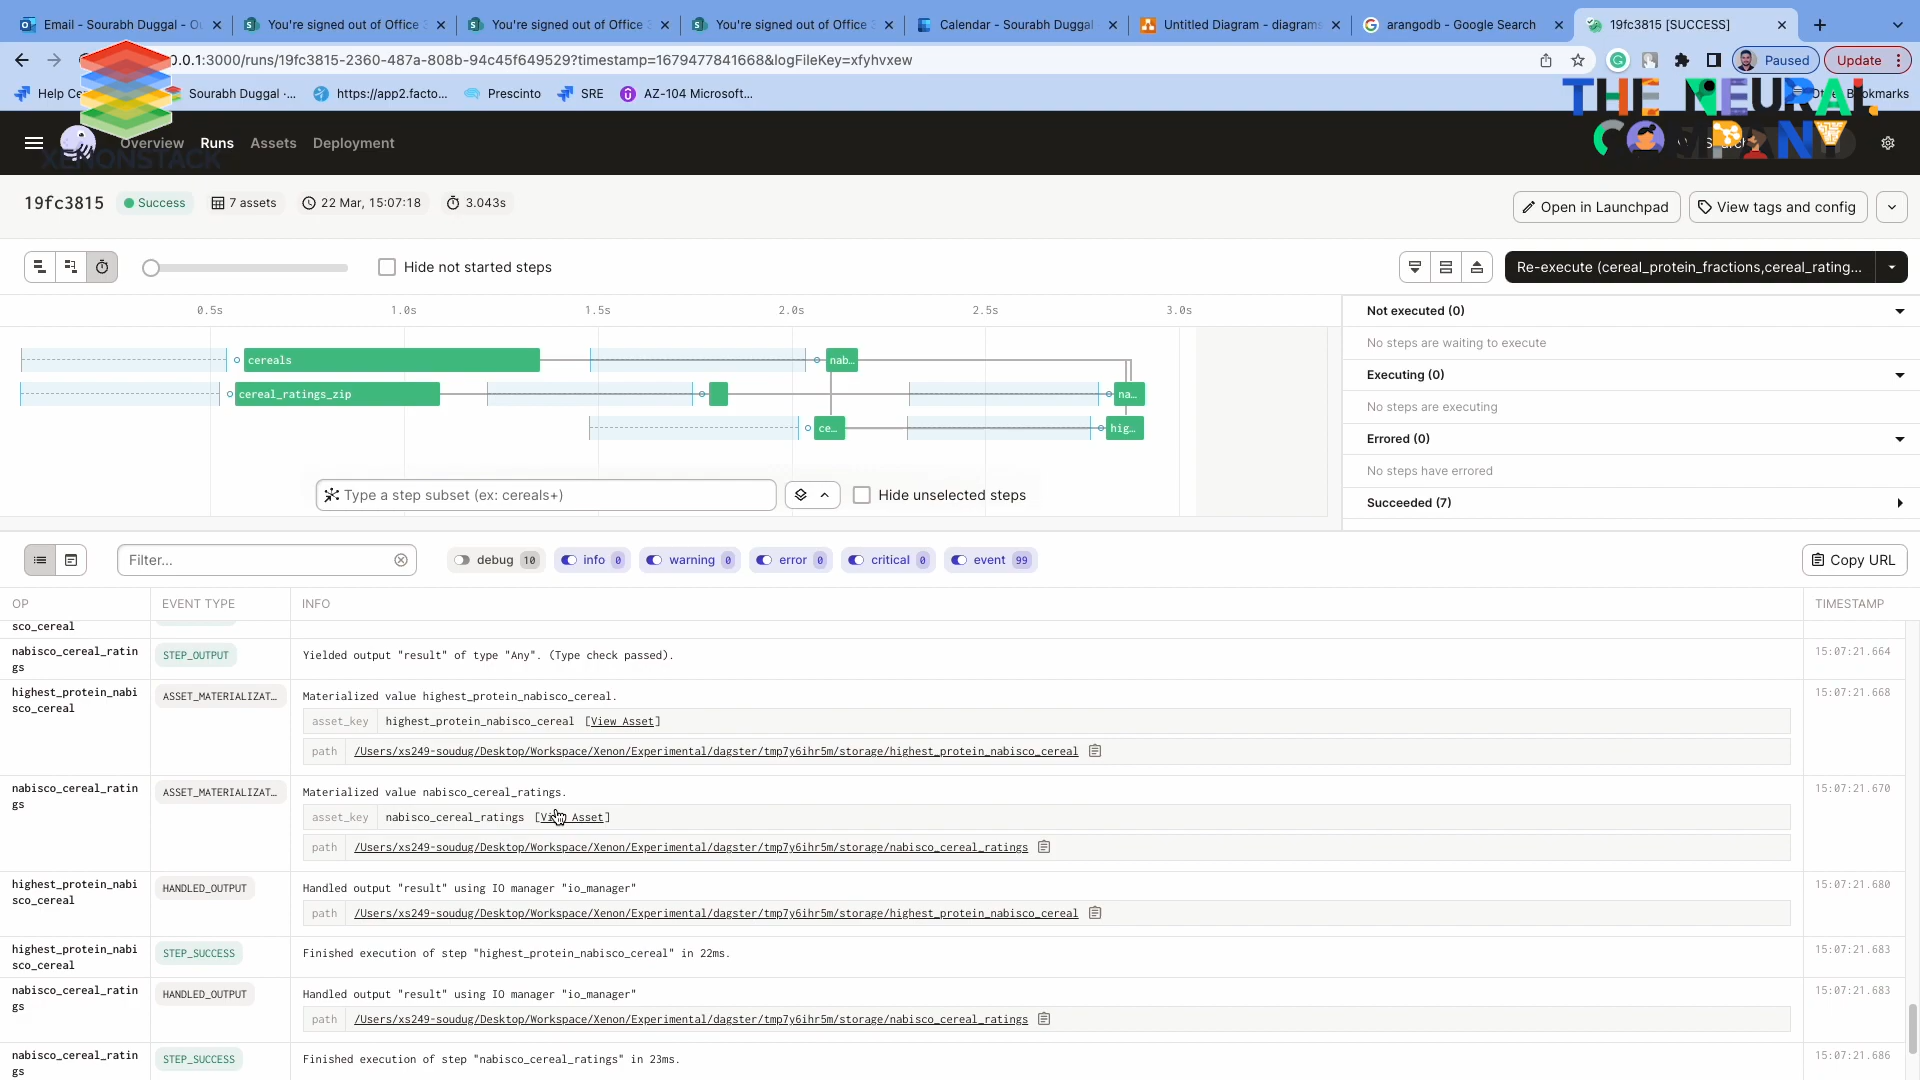 Email - Sourabh Duggal - Ou
You're signed out of Office 3
You're signed out of Office 3
You're signed out of Office 3
Calendar - Sourabh Duggal
Untitled Diagram - diagrams
arangodb - Google Search
19fc3815 [SUCCESS]
0.0.1:3000/runs/19fc3815-2360-487a-808b-94c45f649529?timestamp=1679477841668&logFileKey=xfyhvxew
Paused
Update
Help Ce
Sourabh Duggal -...
https://app2.facto...
Prescinto
SRE
AZ-104 Microsoft...
Bookmarks
THE NEURAL
COMPANY
XENONSTACK
Overview
Runs
Assets
Deployment
19fc3815
Success
7 assets
22 Mar, 15:07:18
3.043s
Open in Launchpad
View tags and config
Hide not started steps
Re-execute (cereal_protein_fractions,cereal_rating...
0.5s
1.0s
1.5s
2.0s
2.5s
3.0s
cereals
nab...
cereal_ratings_zip
na...
ce...
hig...
Type a step subset (ex: cereals+)
Hide unselected steps
Not executed (0)
No steps are waiting to execute
Executing (0)
No steps are executing
Errored (0)
No steps have errored
Succeeded (7)
Filter...
debug 10
info 0
warning 0
error 0
critical 0
event 99
Copy URL
OP
EVENT TYPE
INFO
TIMESTAMP
sco_cereal
nabisco_cereal_ratin
gs
STEP_OUTPUT
Yielded output "result" of type "Any". (Type check passed).
15:07:21.664
highest_protein_nabi
sco_cereal
ASSET_MATERIALIZAT…
Materialized value highest_protein_nabisco_cereal.
asset_key highest_protein_nabisco_cereal [View Asset]
path /Users/xs249-soudug/Desktop/Workspace/Xenon/Experimental/dagster/tmp7y6ihr5m/storage/highest_protein_nabisco_cereal
15:07:21.668
nabisco_cereal_ratin
gs
ASSET_MATERIALIZAT…
Materialized value nabisco_cereal_ratings.
asset_key nabisco_cereal_ratings [View Asset]
path /Users/xs249-soudug/Desktop/Workspace/Xenon/Experimental/dagster/tmp7y6ihr5m/storage/nabisco_cereal_ratings
15:07:21.670
highest_protein_nabi
sco_cereal
HANDLED_OUTPUT
Handled output "result" using IO manager "io_manager"
path /Users/xs249-soudug/Desktop/Workspace/Xenon/Experimental/dagster/tmp7y6ihr5m/storage/highest_protein_nabisco_cereal
15:07:21.680
highest_protein_nabi
sco_cereal
STEP_SUCCESS
Finished execution of step "highest_protein_nabisco_cereal" in 22ms.
15:07:21.683
nabisco_cereal_ratin
gs
HANDLED_OUTPUT
Handled output "result" using IO manager "io_manager"
path /Users/xs249-soudug/Desktop/Workspace/Xenon/Experimental/dagster/tmp7y6ihr5m/storage/nabisco_cereal_ratings
15:07:21.683
nabisco_cereal_ratin
gs
STEP_SUCCESS
Finished execution of step "nabisco_cereal_ratings" in 23ms.
15:07:21.686